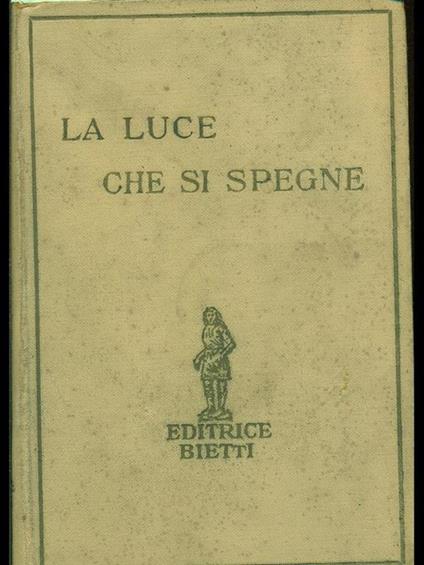 LA LUCE
CHE SI SPEGNE
EDITRICE
BIETTI